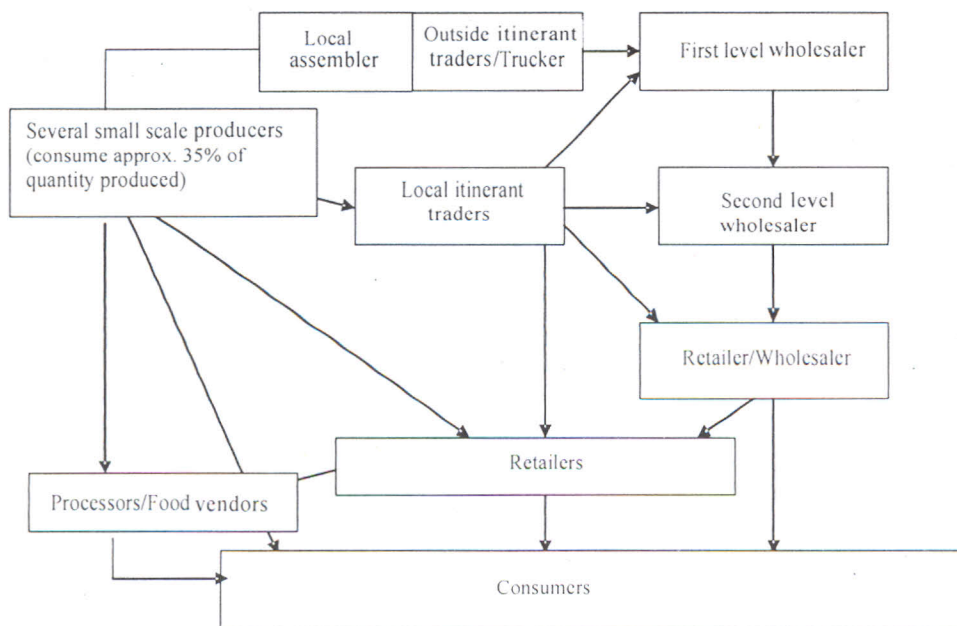 Local
assembler
Outside itinerant
traders/Trucker
First level wholesaler
Several small scale producers
(consume approx. 35% of
quantity produced)
Local itinerant
traders
Second level
wholesaler
Retailer/Wholesaler
Retailers
Processors/Food vendors
Consumers